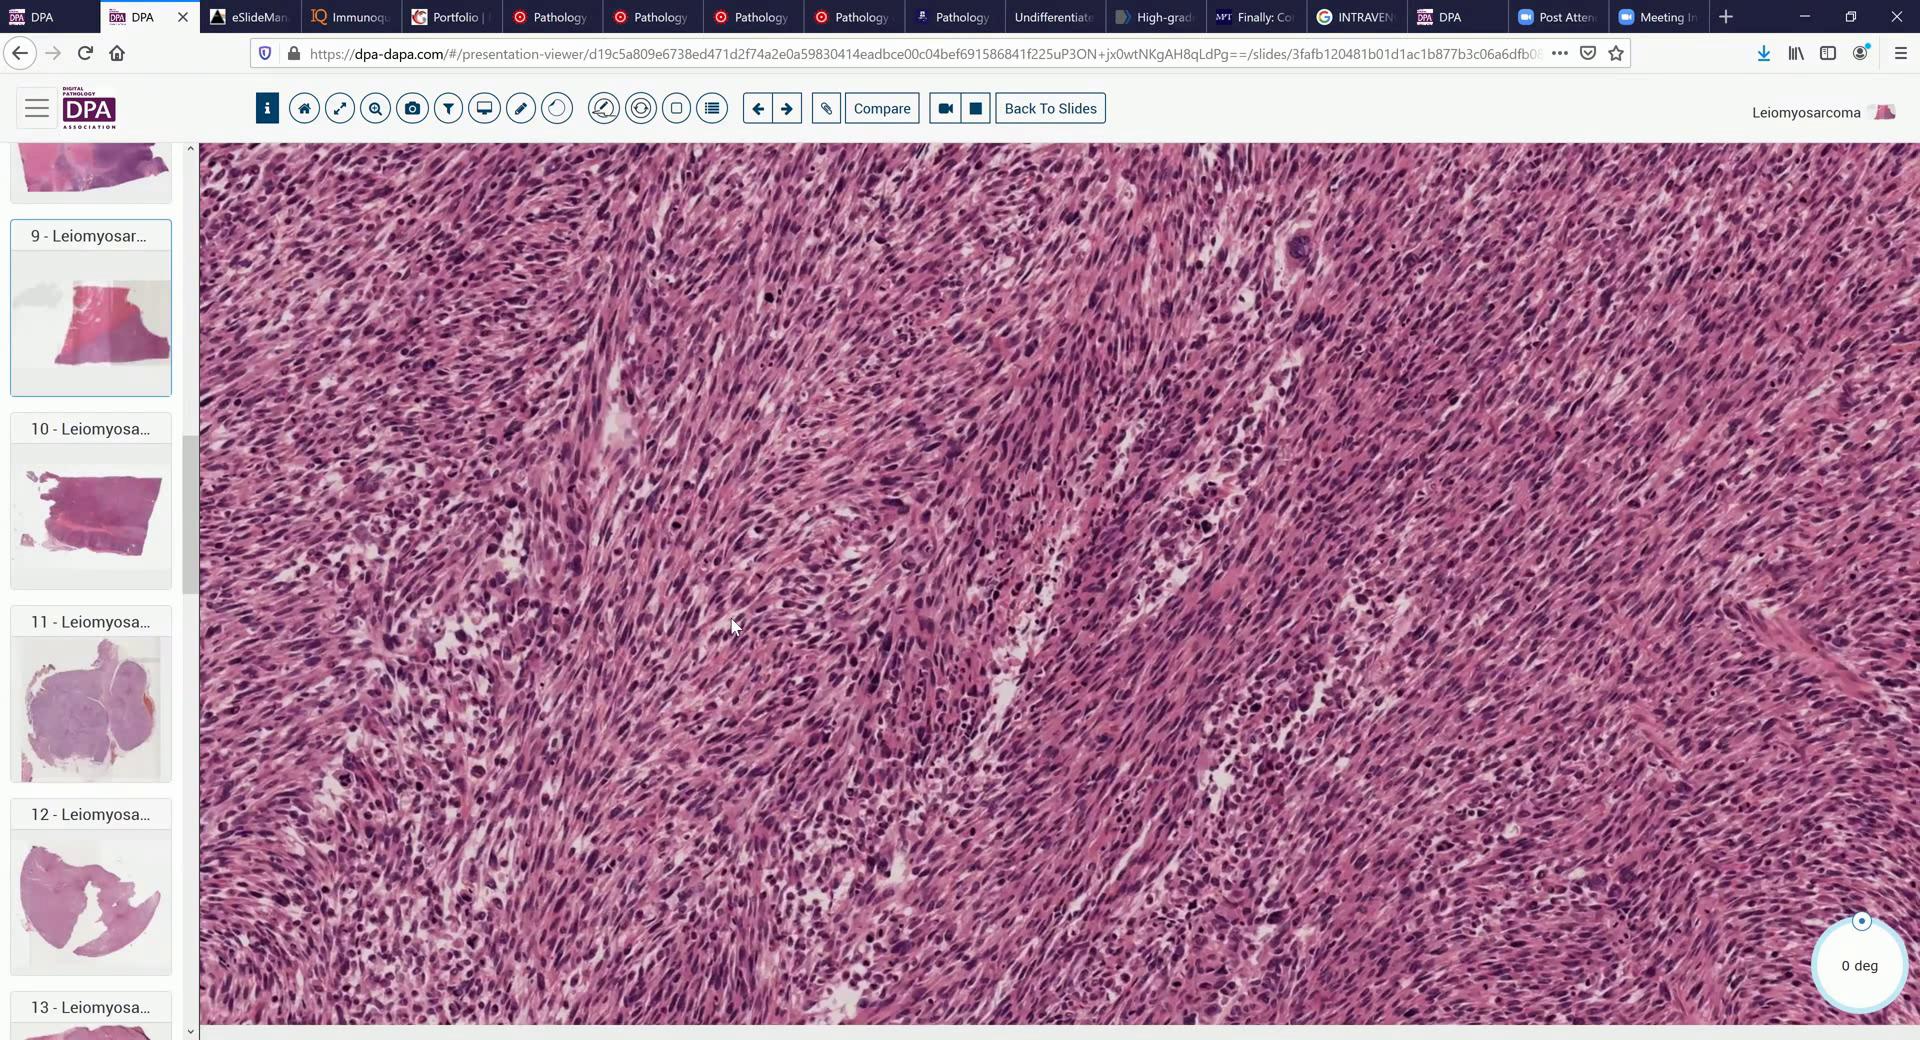 DPA
DPA
eSlideMan
Immunoqu
Portfolio |
Pathology
Pathology
Pathology
Pathology
Pathology
Undifferentiate
High-grad
Finally: Co
INTRAVEN
DPA
Post Atten
Meeting In
https://dpa-dapa.com/#/presentation-viewer/d19c5a809e6738ed471d2f74a2e0a59830414eadbce00c04bef691586841f225uP3ON+jx0wtNKgAH8qLdPg==/slides/3fafb120481b01d1ac1b877b3c06a6dfb08
DIGITAL
PATHOLOGY
DPA
ASSOCIATION
Compare
Back To Slides
Leiomyosarcoma
9 - Leiomyosar...
10 - Leiomyosa...
11 - Leiomyosa...
12 - Leiomyosa...
13 - Leiomyosa...
0 deg